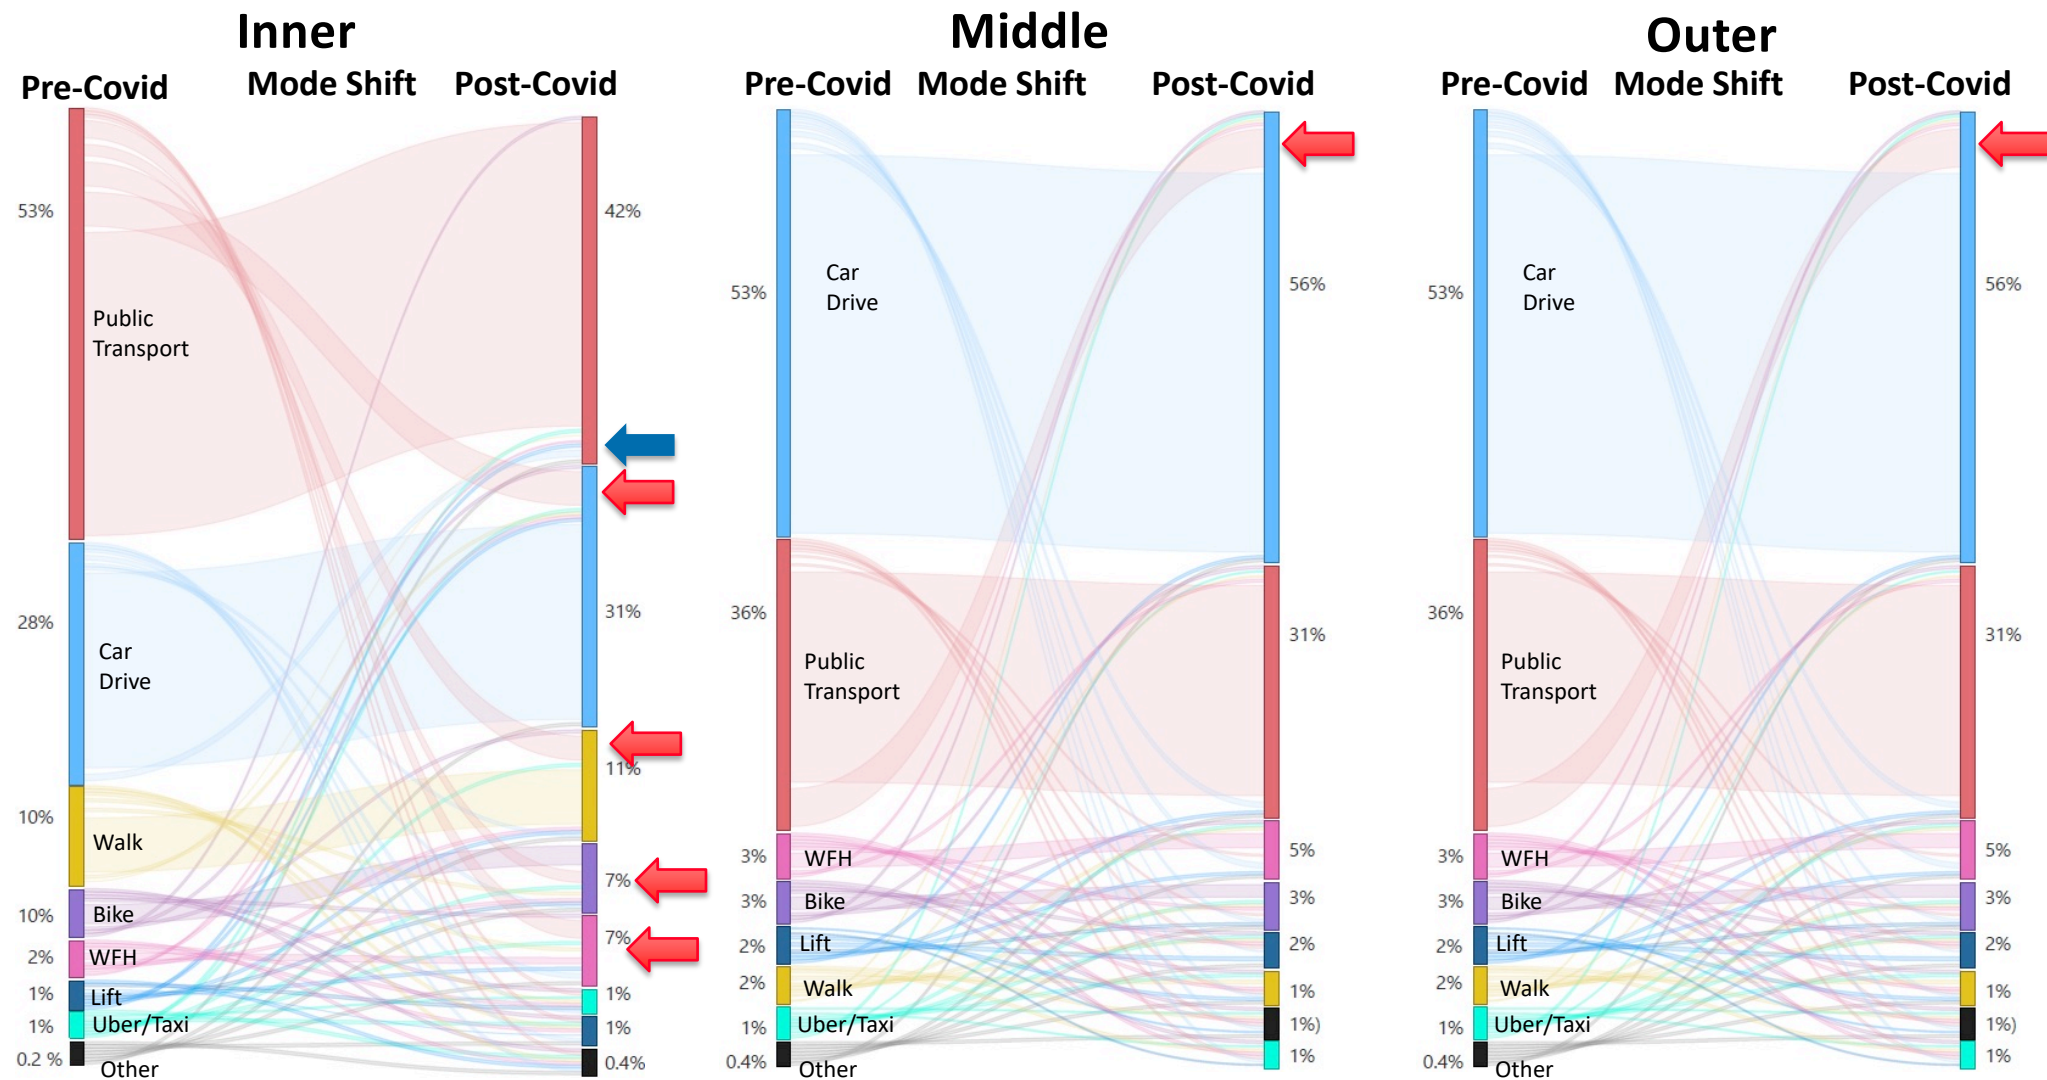 Inner
Pre-Covid Mode Shift Post-Covid
53%
42%
Public
Transport
28%
31%
Car
Drive
10%
11%
Walk
10%
7%
Bike
2%
7%
WFH
1%
1%
Lift
1%
1%
Uber/Taxi
0.2 %
0.4%
Other
Middle
Pre-Covid Mode Shift Post-Covid
53%
56%
Car
Drive
36%
31%
Public
Transport
3%
5%
WFH
3%
3%
Bike
2%
2%
Lift
2%
1%
Walk
1%
1%)
Uber/Taxi
0.4%
1%
Other
Outer
Pre-Covid Mode Shift Post-Covid
53%
56%
Car
Drive
36%
31%
Public
Transport
3%
5%
WFH
3%
3%
Bike
2%
2%
Lift
2%
1%
Walk
1%
1%)
Uber/Taxi
0.4%
1%
Other